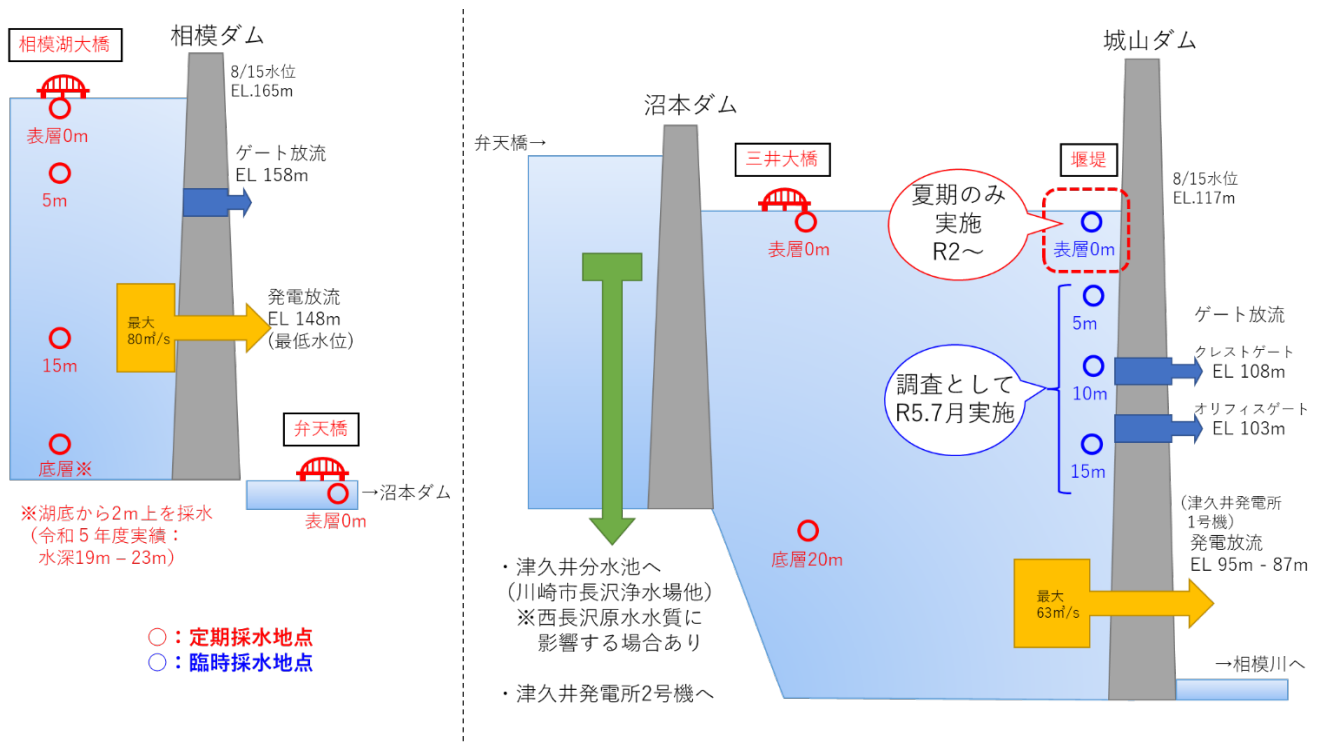 相模湖大橋
相模ダム
8/15水位
EL.165m
表層0m
5m
ゲート放流
EL 158m
最大
80㎥/s
発電放流
EL 148m
(最低水位)
15m
底層※
弁天橋
→沼本ダム
表層0m
※湖底から2m上を採水
(令和５年度実績：
水深19m – 23m)
○：定期採水地点
○：臨時採水地点
弁天橋→
沼本ダム
三井大橋
表層0m
夏期のみ
実施
R2～
堰堤
城山ダム
8/15水位
EL.117m
表層0m
5m
10m
15m
調査として
R5.7月実施
ゲート放流
クレストゲート
EL 108m
オリフィスゲート
EL 103m
底層20m
(津久井発電所
1号機)
発電放流
EL 95m - 87m
最大
63㎥/s
→相模川へ
・津久井分水池へ
(川崎市長沢浄水場他)
※西長沢原水水質に
影響する場合あり
・津久井発電所2号機へ